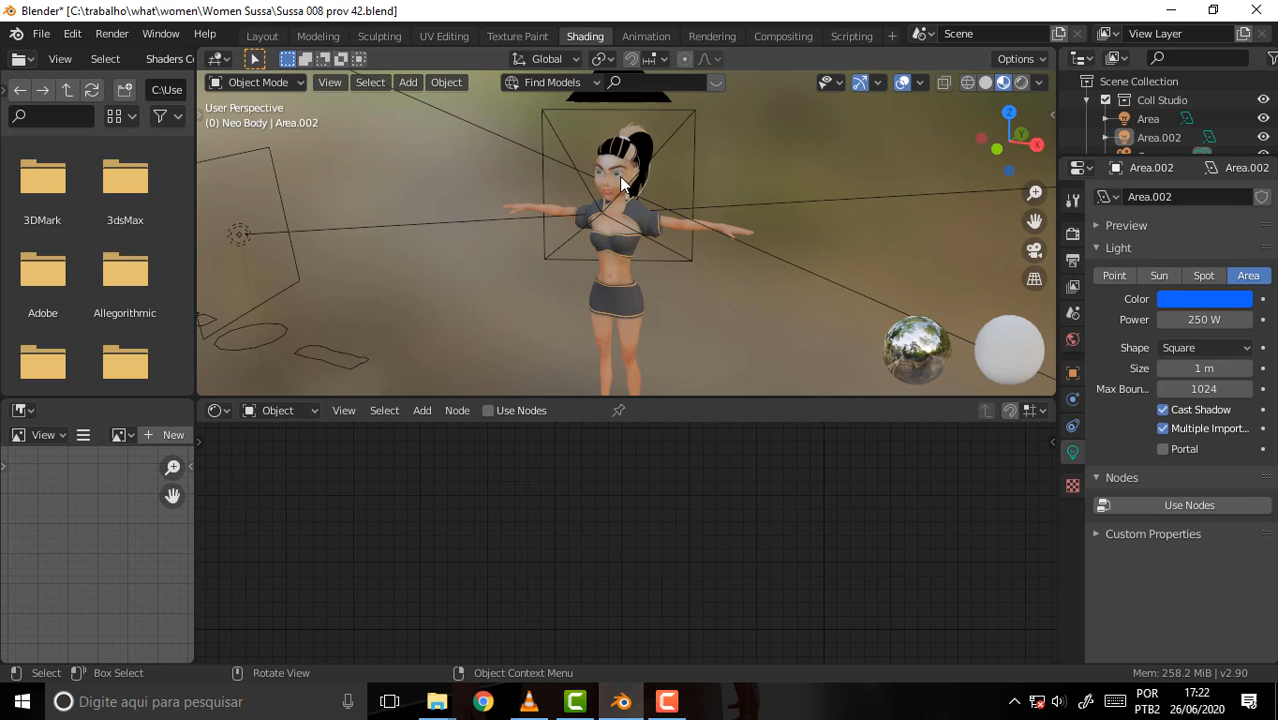 Blender* [C:\trabalho\what\women\Women Sussa\Sussa 008 prov 42.blend]
File Edit Render Window Help Layout Modeling Sculpting UV Editing Texture Paint Shading Animation Rendering Compositing Scripting Scene View Layer
View Select Shaders Co Global Options
C:\Use Object Mode View Select Add Object Find Models
User Perspective
(0) Neo Body | Area.002
Z
Y
X
Scene Collection
Coll Studio
Area
Area.002
Area.002 Area.002
Area.002
Preview
Light
Point Sun Spot Area
Color
Power 250 W
Shape Square
Size 1 m
Max Boun... 1024
Cast Shadow
Multiple Import...
Portal
Nodes
Use Nodes
Custom Properties
3DMark 3dsMax
Adobe Allegorithmic
Object View Select Add Node Use Nodes
View New
Select Box Select Rotate View Object Context Menu Mem: 258.2 MiB | v2.90
Digite aqui para pesquisar
POR
PTB2
17:22
26/06/2020